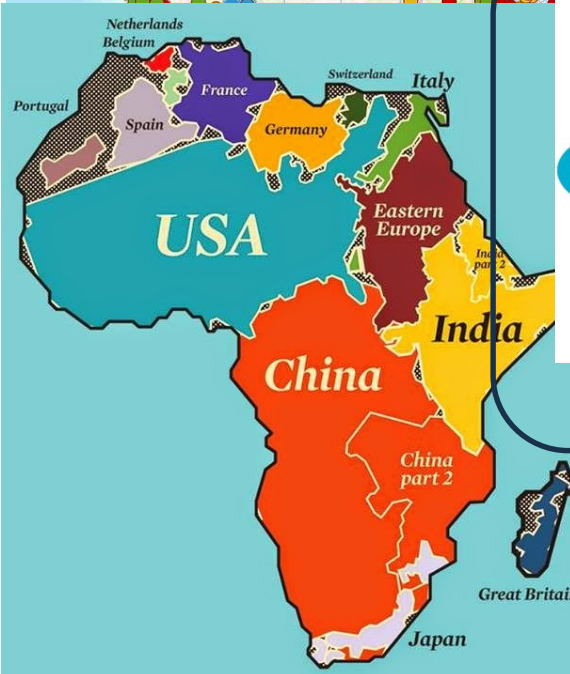 Netherlands
Belgium
Portugal
Spain
France
Switzerland
Italy
Germany
USA
Eastern
Europe
India
part 2
India
China
China
part 2
Great Britai
Japan